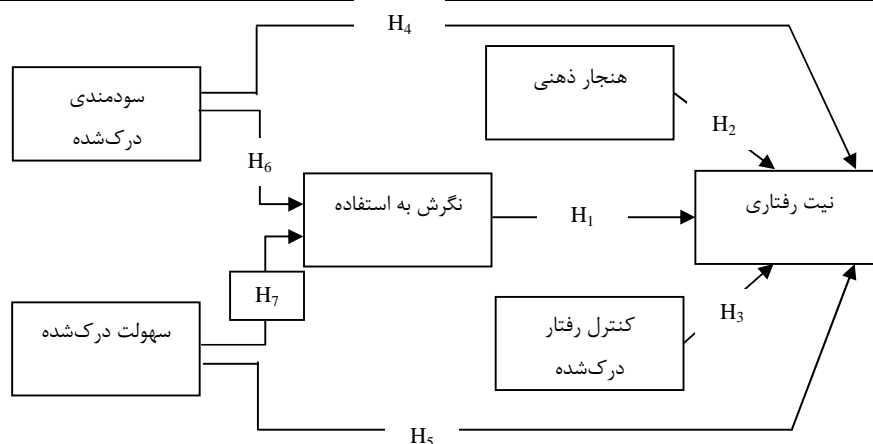 H4
سودمندی
درک‌شده
هنجار ذهنی
H2
H6
نگرش به استفاده
H1
نیت رفتاری
H7
سهولت درک‌شده
کنترل رفتار
درک‌شده
H3
H5